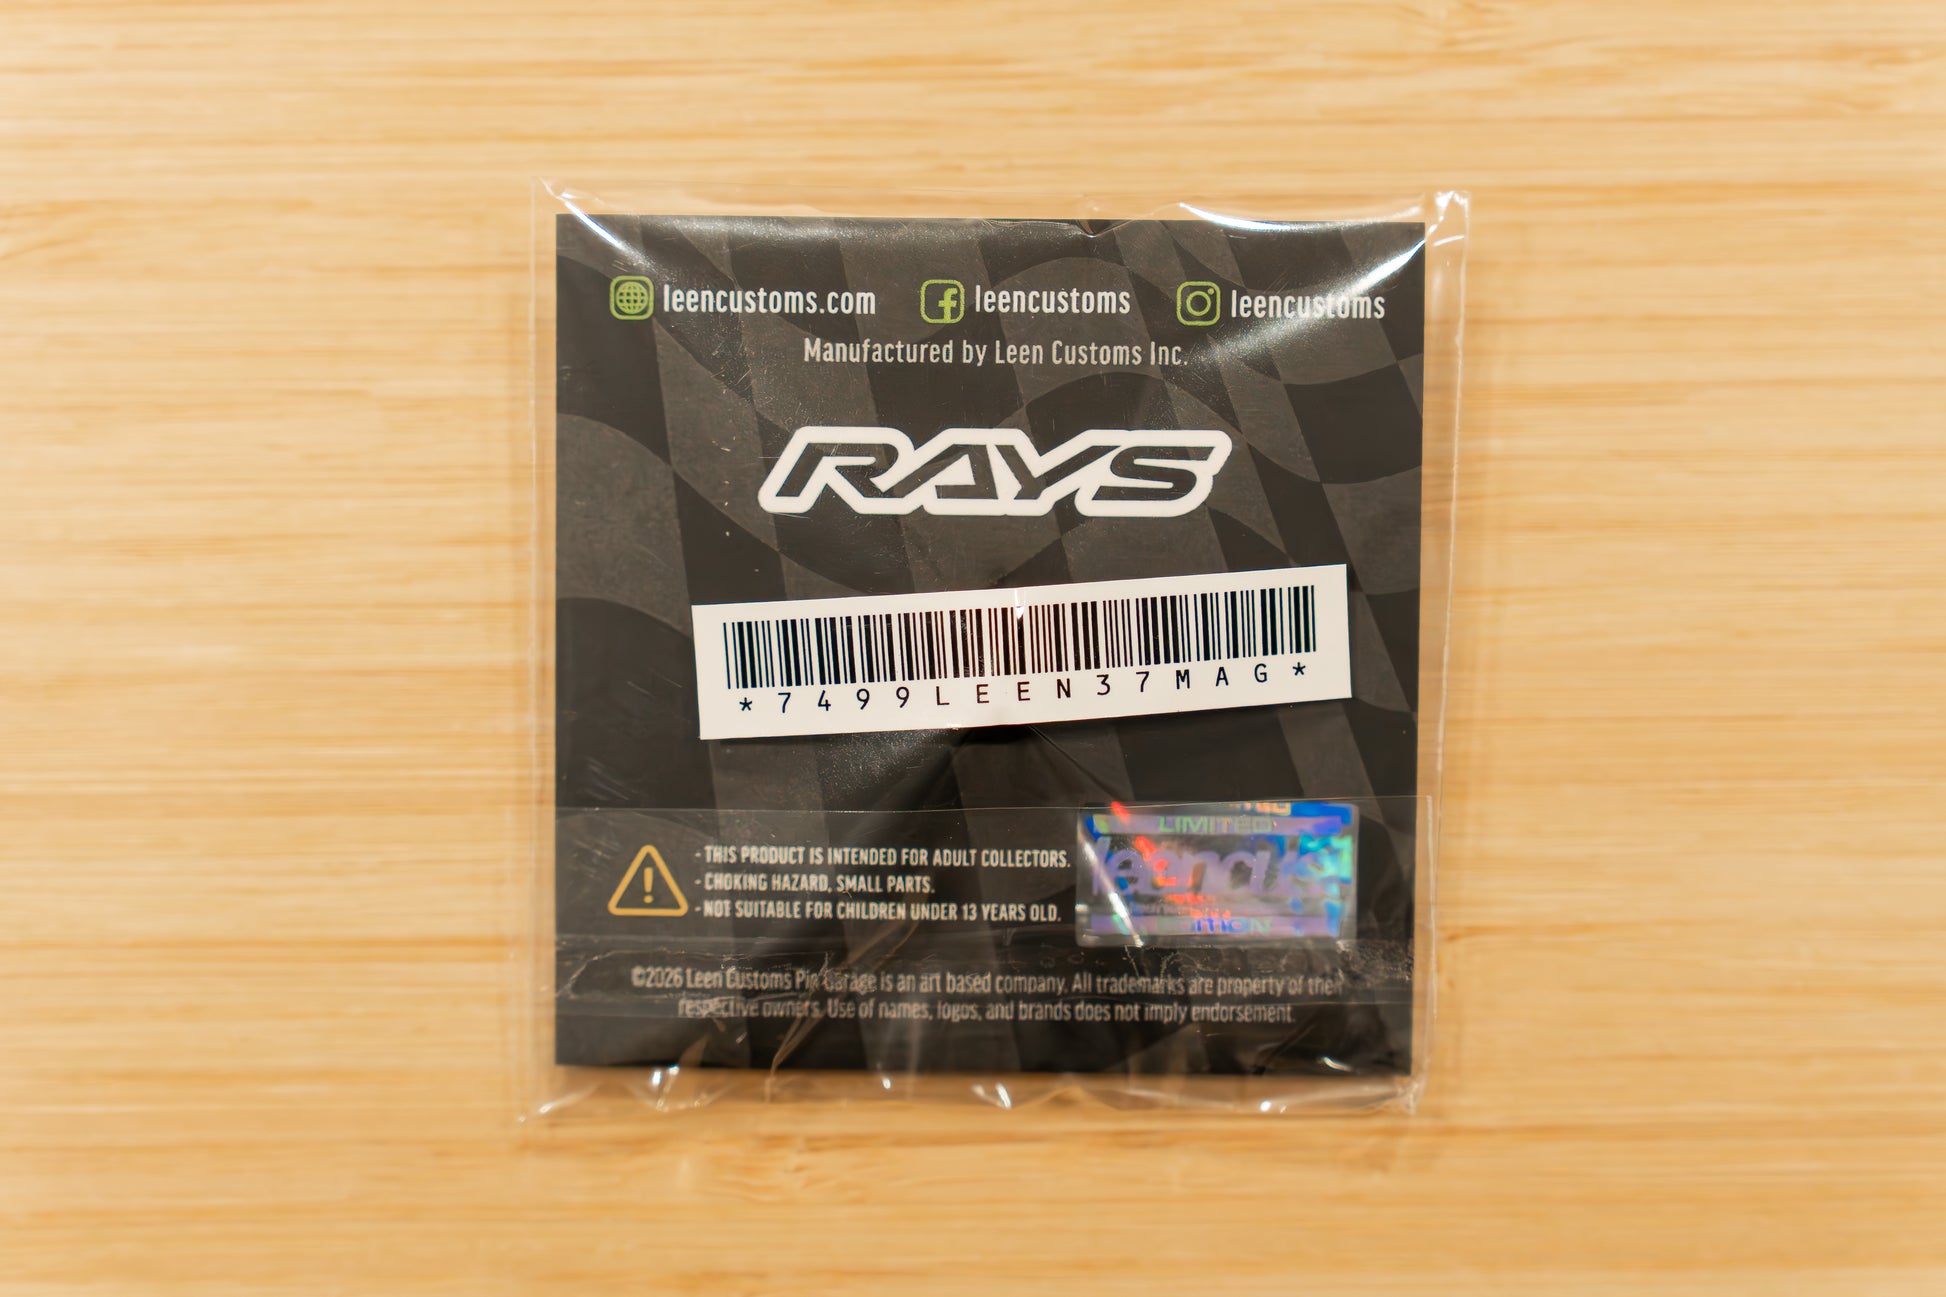 leencustoms.com leencustoms leencustoms
Manufactured by Leen Customs Inc.
RAYS
*7499LEEN37MAG*
- THIS PRODUCT IS INTENDED FOR ADULT COLLECTORS.
- CHOKING HAZARD, SMALL PARTS.
- NOT SUITABLE FOR CHILDREN UNDER 13 YEARS OLD.
LIMITED
leencus
©2026 Leen Customs Pin Garage is an art based company. All trademarks are property of their
respective owners. Use of names, logos, and brands does not imply endorsement.